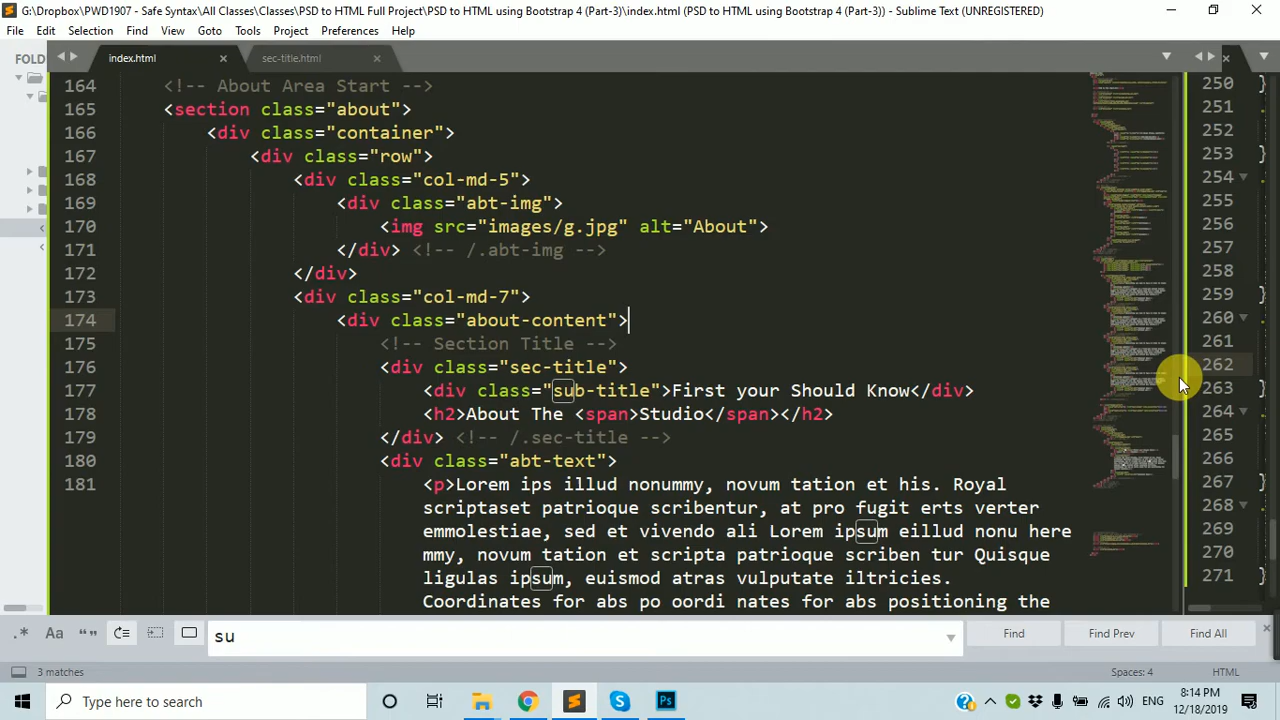 G:\Dropbox\PWD1907 - Safe Syntax\All Classes\Classes\PSD to HTML Full Project\PSD to HTML using Bootstrap 4 (Part-3)\index.html (PSD to HTML using Bootstrap 4 (Part-3)) - Sublime Text (UNREGISTERED)
File Edit Selection Find View Goto Tools Project Preferences Help
FOLD
index.html
sec-title.html
164 <!-- About Area Start -->
165 <section class="about">
166 <div class="container">
167 <div class="row">
168 <div class="col-md-5">
169 <div class="abt-img">
170 <img src="images/g.jpg" alt="About">
171 </div> <!-- /.abt-img -->
172 </div>
173 <div class="col-md-7">
174 <div class="about-content">
175 <!-- Section Title -->
176 <div class="sec-title">
177 <div class="sub-title">First your Should Know</div>
178 <h2>About The <span>Studio</span></h2>
179 </div> <!-- /.sec-title -->
180 <div class="abt-text">
181 <p>Lorem ips illud nonummy, novum tation et his. Royal
scriptaset patrioque scribentur, at pro fugit erts verter
emmolestiae, sed et vivendo ali Lorem ipsum eillud nonu here
mmy, novum tation et scripta patrioque scriben tur Quisque
ligulas ipsum, euismod atras vulputate iltricies.
Coordinates for abs po oordi nates for abs positioning the
250 }
251
252
253 }
254
255
256
257
258
259 }
260
261
262
263 }
264
265
266
267 }
268
269
270
271 }
su
Find
Find Prev
Find All
3 matches
Spaces: 4
HTML
Type here to search
ENG
8:14 PM
12/18/2019